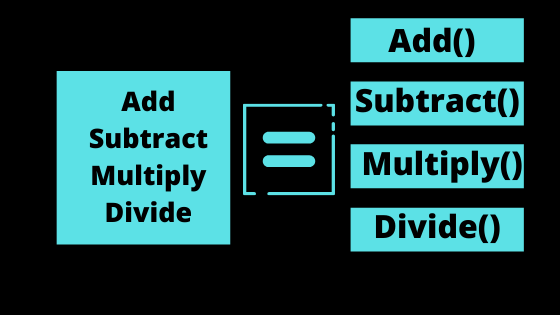 Add
Subtract
Multiply
Divide
=
Add()
Subtract()
Multiply()
Divide()